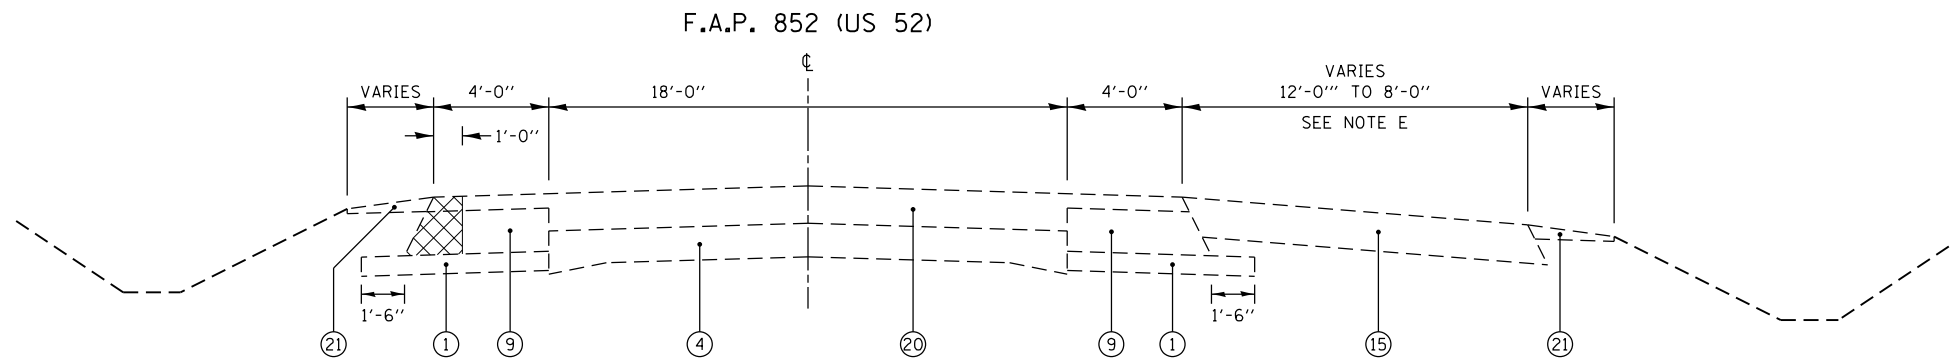 F.A.P. 852 (US 52)
℄
VARIES
4'-0''
18'-0''
4'-0''
VARIES
12'-0''' TO 8'-0''
SEE NOTE E
VARIES
1'-0''
1'-6''
1'-6''
21
1
9
4
20
9
1
15
21